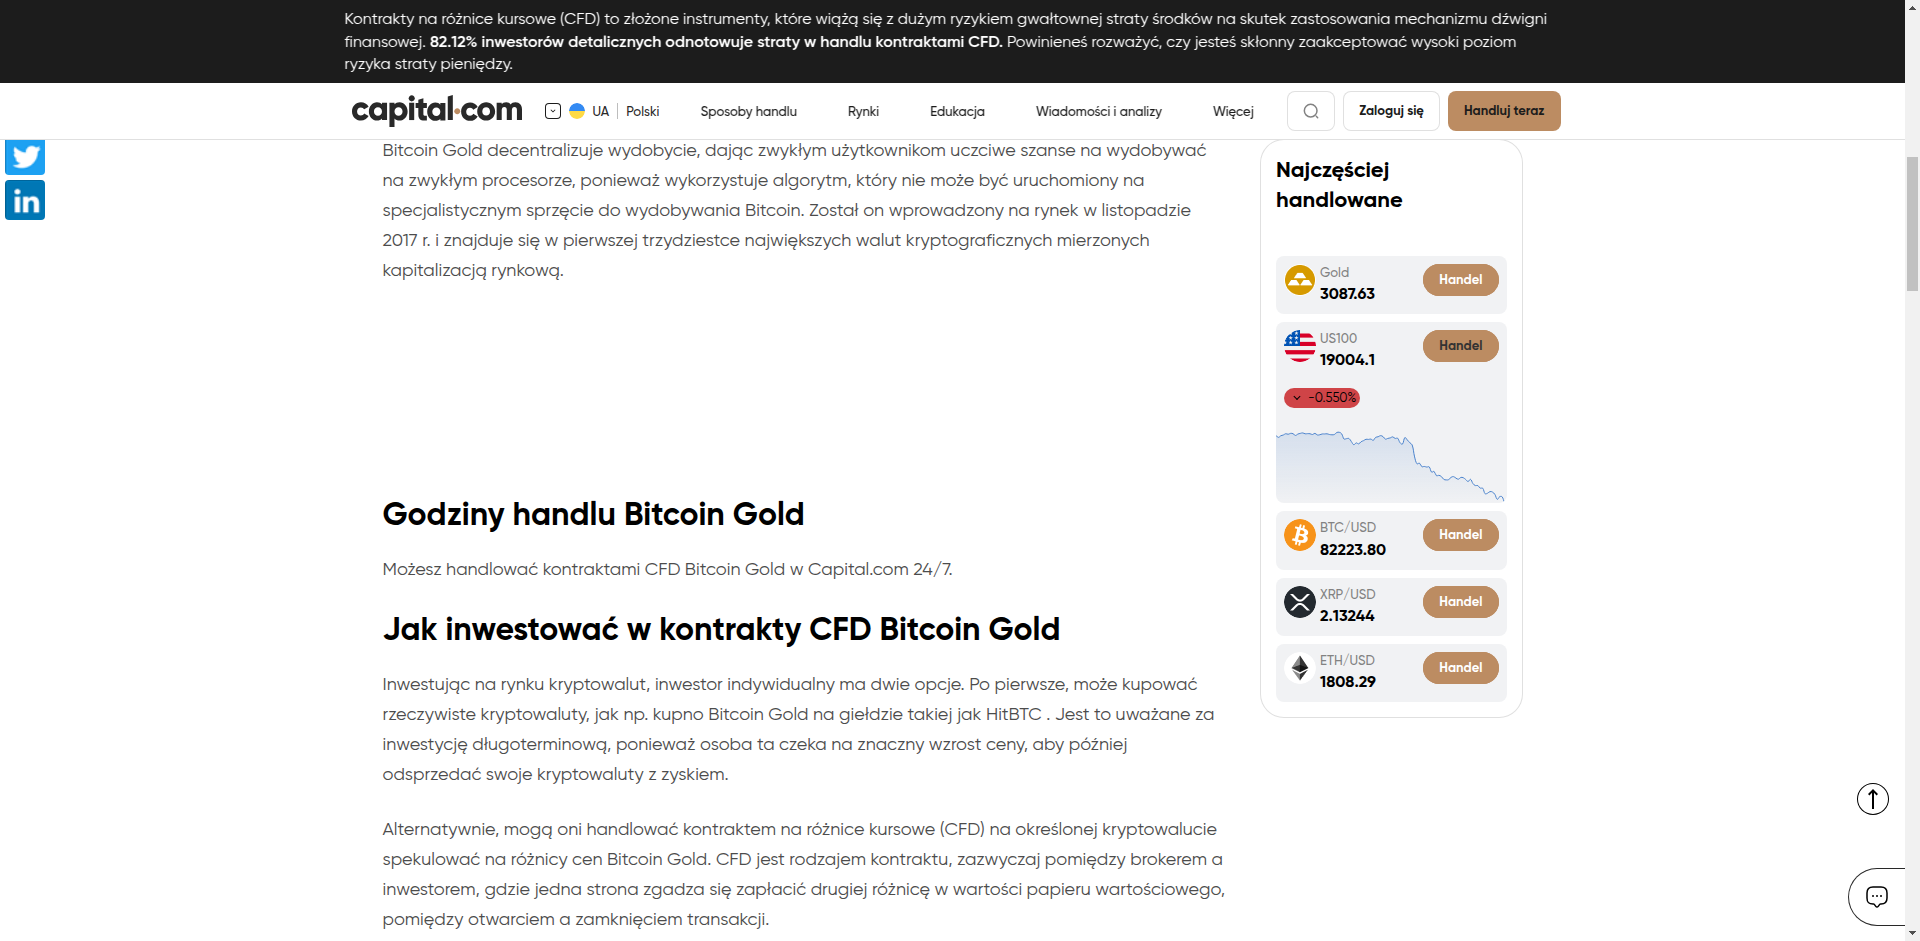 Kontrakty na różnice kursowe (CFD) to złożone instrumenty, które wiążą się z dużym ryzykiem gwałtownej straty środków na skutek zastosowania mechanizmu dźwigni
finansowej. 82.12% inwestorów detalicznych odnotowuje straty w handlu kontraktami CFD. Powinieneś rozważyć, czy jesteś skłonny zaakceptować wysoki poziom
ryzyka straty pieniędzy.
capital.com
UA | Polski
Sposoby handlu
Rynki
Edukacja
Wiadomości i analizy
Więcej
Zaloguj się
Handluj teraz
in
Bitcoin Gold decentralizuje wydobycie, dając zwykłym użytkownikom uczciwe szanse na wydobywać
na zwykłym procesorze, ponieważ wykorzystuje algorytm, który nie może być uruchomiony na
specjalistycznym sprzęcie do wydobywania Bitcoin. Został on wprowadzony na rynek w listopadzie
2017 r. i znajduje się w pierwszej trzydziestce największych walut kryptograficznych mierzonych
kapitalizacją rynkową.
Godziny handlu Bitcoin Gold
Możesz handlować kontraktami CFD Bitcoin Gold w Capital.com 24/7.
Jak inwestować w kontrakty CFD Bitcoin Gold
Inwestując na rynku kryptowalut, inwestor indywidualny ma dwie opcje. Po pierwsze, może kupować
rzeczywiste kryptowaluty, jak np. kupno Bitcoin Gold na giełdzie takiej jak HitBTC . Jest to uważane za
inwestycję długoterminową, ponieważ osoba ta czeka na znaczny wzrost ceny, aby później
odsprzedać swoje kryptowaluty z zyskiem.
Alternatywnie, mogą oni handlować kontraktem na różnice kursowe (CFD) na określonej kryptowalucie
spekulować na różnicy cen Bitcoin Gold. CFD jest rodzajem kontraktu, zazwyczaj pomiędzy brokerem a
inwestorem, gdzie jedna strona zgadza się zapłacić drugiej różnicę w wartości papieru wartościowego,
pomiędzy otwarciem a zamknięciem transakcji.
Najczęściej
handlowane
Gold
3087.63
Handel
US100
19004.1
Handel
-0.550%
BTC/USD
82223.80
Handel
XRP/USD
2.13244
Handel
ETH/USD
1808.29
Handel